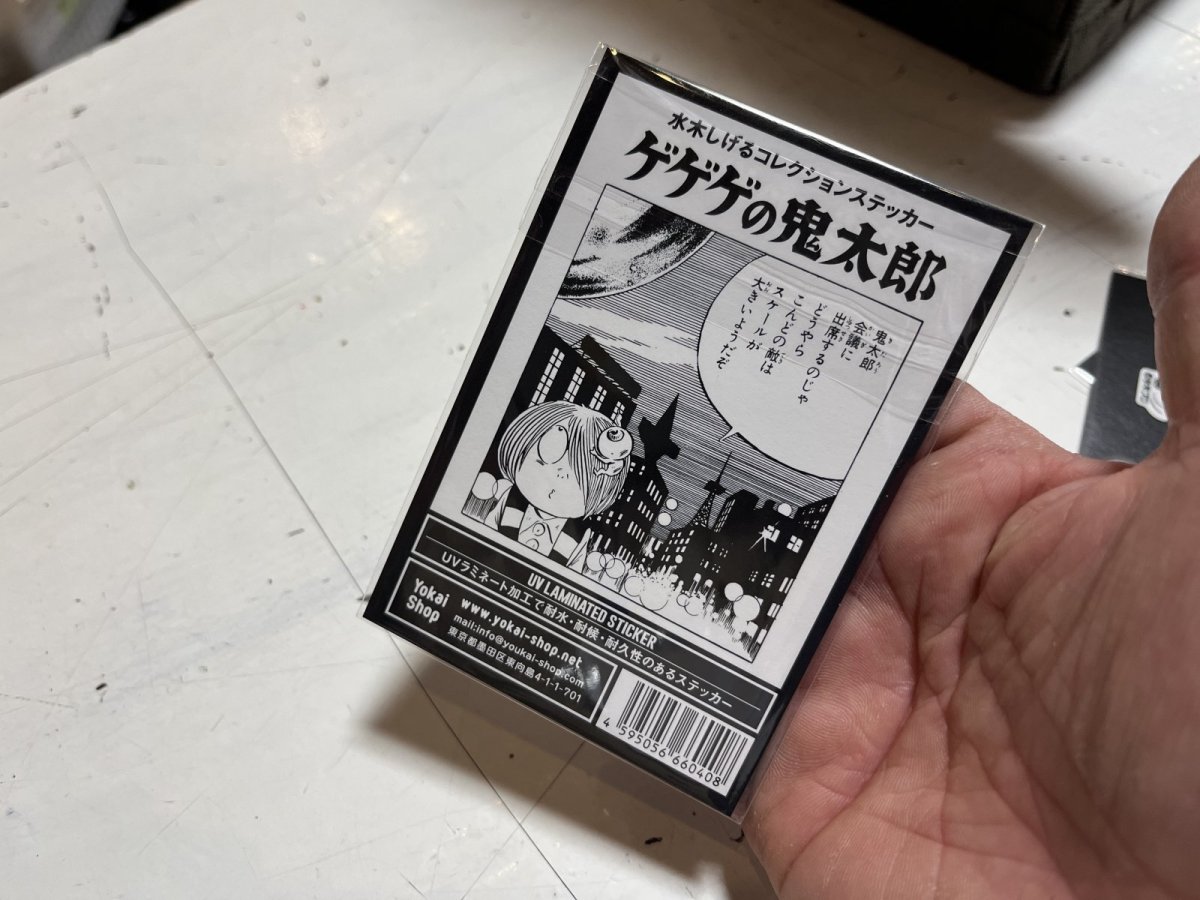 水木しげるコレクションステッカー
ゲゲゲの鬼太郎
鬼太郎
会議に
出席するのじゃ
どうやら
こんどの敵は
スケールが
大きいようだぞ
UV LAMINATED STICKER
UVラミネート加工で耐水・耐候・耐久性のあるステッカー
Yokai
Shop
www.yokai-shop.net
mail:info@youkai-shop.com
東京都墨田区東向島4-1-1-701
4 595056 660408